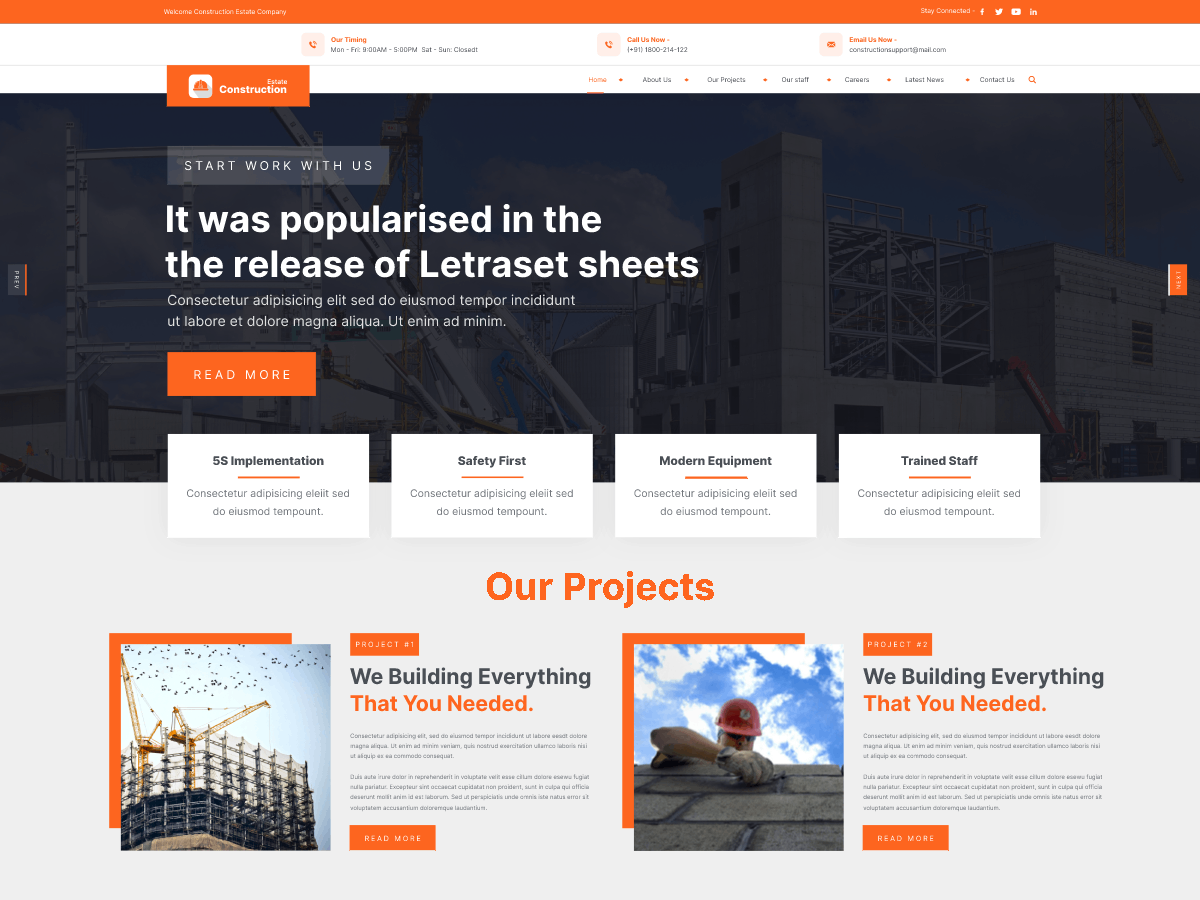 Welcome Construction Estate Company
Stay Connected -
Our Timing
Mon - Fri: 9:00AM - 5:00PM Sat - Sun: Closedt
Call Us Now -
(+91) 1800-214-122
Email Us Now -
constructionsupport@mail.com
Estate
Construction
Home
About Us
Our Projects
Our staff
Careers
Latest News
Contact Us
START WORK WITH US
It was popularised in the
the release of Letraset sheets
Consectetur adipisicing elit sed do eiusmod tempor incididunt
ut labore et dolore magna aliqua. Ut enim ad minim.
PREV
NEXT
READ MORE
5S Implementation
Consectetur adipisicing eleiit sed
do eiusmod tempount.
Safety First
Consectetur adipisicing eleiit sed
do eiusmod tempount.
Modern Equipment
Consectetur adipisicing eleiit sed
do eiusmod tempount.
Trained Staff
Consectetur adipisicing eleiit sed
do eiusmod tempount.
Our Projects
PROJECT #1
We Building Everything
That You Needed.
Consectetur adipisicing elit, sed do eiusmod tempor incididunt ut labore eesdt dolore
magna aliqua. Ut enim ad minim veniam, quis nostrud exercitation ullamco laboris nisi
ut aliquip ex ea commodo consequat.
Duis aute irure dolor in reprehenderit in voluptate velit esse cillum dolore esewu fugiat
nulla pariatur. Excepteur sint occaecat cupidatat non proident, sunt in culpa qui officia
deserunt mollit anim id est laborum. Sed ut perspiciatis unde omnis iste natus error sit
voluptatem accusantium doloremque laudantium.
READ MORE
PROJECT #2
We Building Everything
That You Needed.
Consectetur adipisicing elit, sed do eiusmod tempor incididunt ut labore eesdt dolore
magna aliqua. Ut enim ad minim veniam, quis nostrud exercitation ullamco laboris nisi
ut aliquip ex ea commodo consequat.
Duis aute irure dolor in reprehenderit in voluptate velit esse cillum dolore esewu fugiat
nulla pariatur. Excepteur sint occaecat cupidatat non proident, sunt in culpa qui officia
deserunt mollit anim id est laborum. Sed ut perspiciatis unde omnis iste natus error sit
voluptatem accusantium doloremque laudantium.
READ MORE